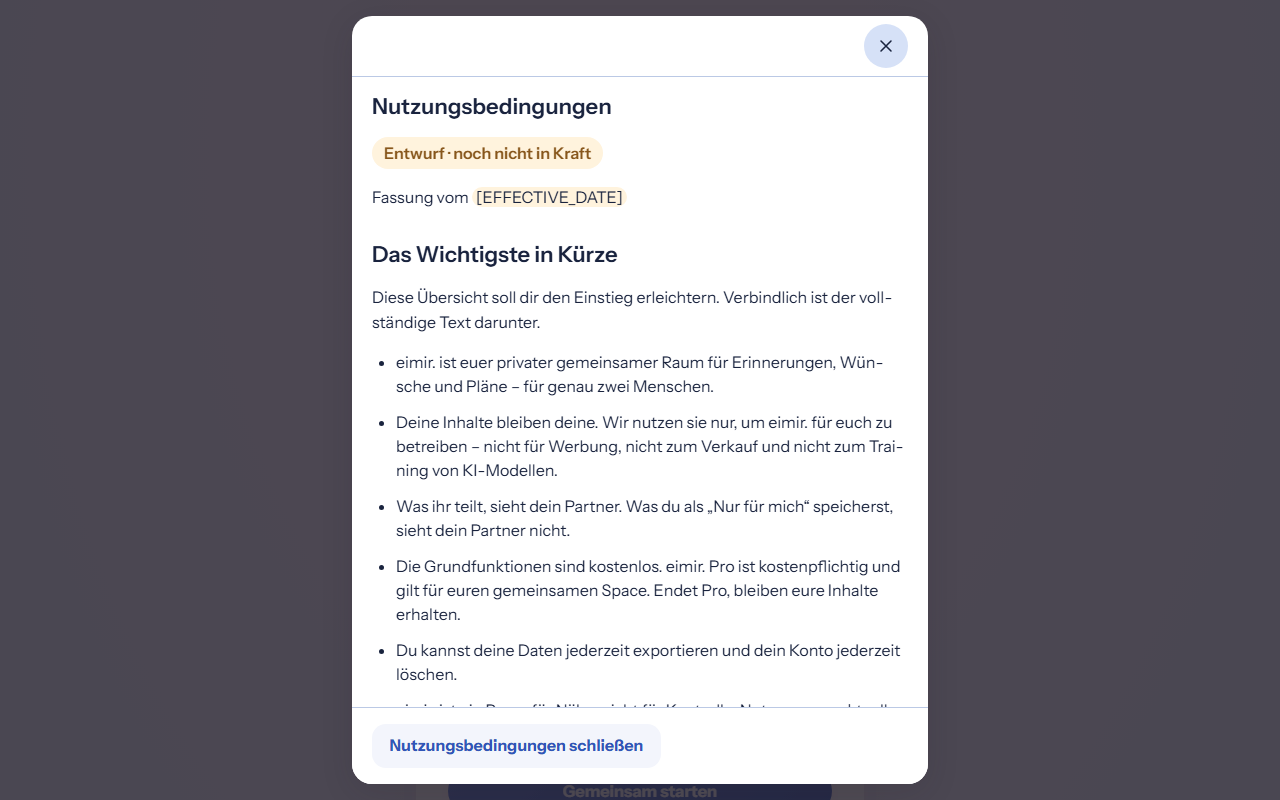 Nutzungsbedingungen
Entwurf · noch nicht in Kraft
Fassung vom [EFFECTIVE_DATE]
Das Wichtigste in Kürze
Diese Übersicht soll dir den Einstieg erleichtern. Verbindlich ist der voll-
ständige Text darunter.
• eimir. ist euer privater gemeinsamer Raum für Erinnerungen, Wün-
sche und Pläne – für genau zwei Menschen.
• Deine Inhalte bleiben deine. Wir nutzen sie nur, um eimir. für euch zu
betreiben – nicht für Werbung, nicht zum Verkauf und nicht zum Trai-
ning von KI-Modellen.
• Was ihr teilt, sieht dein Partner. Was du als „Nur für mich“ speicherst,
sieht dein Partner nicht.
• Die Grundfunktionen sind kostenlos. eimir. Pro ist kostenpflichtig und
gilt für euren gemeinsamen Space. Endet Pro, bleiben eure Inhalte
erhalten.
• Du kannst deine Daten jederzeit exportieren und dein Konto jederzeit
löschen.
Nutzungsbedingungen schließen
Gemeinsam starten